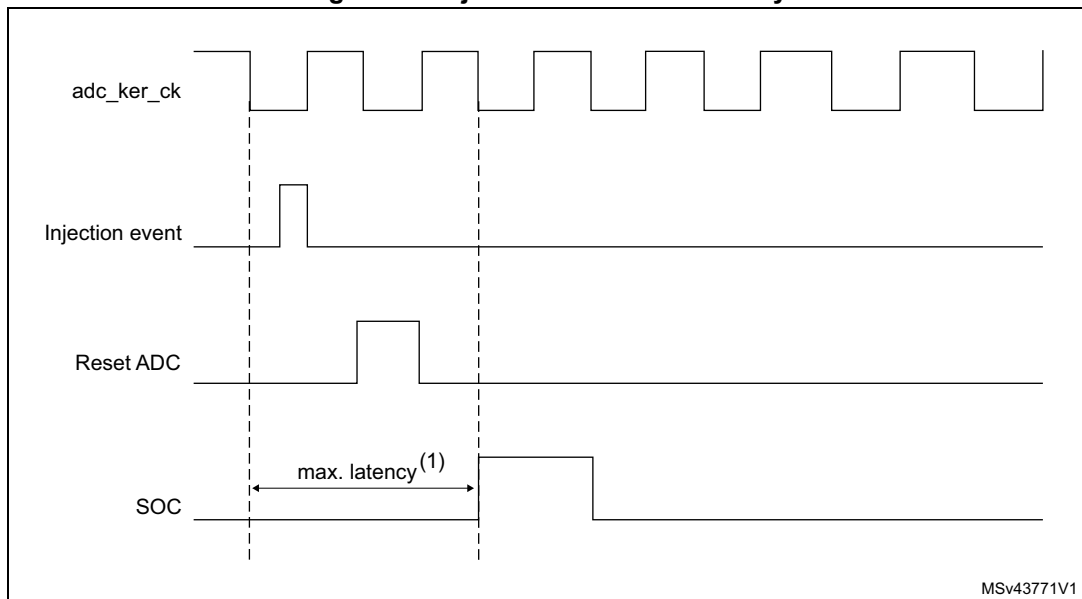 adc_ker_ck
Injection event
Reset ADC
max. latency(1)
SOC
MSv43771V1